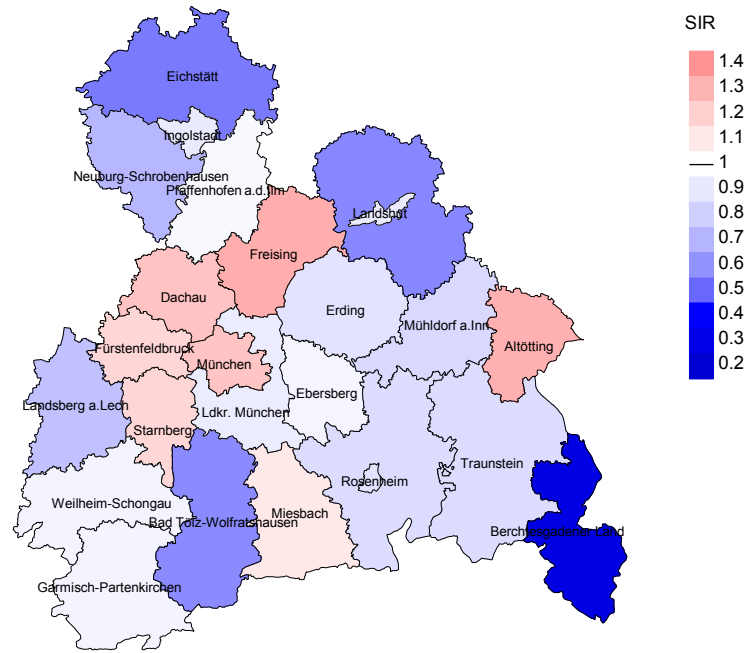 SIR
1.4
1.3
1.2
1.1
1
0.9
0.8
0.7
0.6
0.5
0.4
0.3
0.2
Eichstätt
Ingolstadt
Neuburg-Schrobenhausen
Pfaffenhofen a.d.Ilm
Landshut
Freising
Dachau
Erding
Mühldorf a.Inn
Altötting
Fürstenfeldbruck
München
Ebersberg
Landsberg a.Lech
Ldkr. München
Starnberg
Traunstein
Rosenheim
Weilheim-Schongau
Miesbach
Bad Tölz-Wolfratshausen
Berchtesgadener Land
Garmisch-Partenkirchen